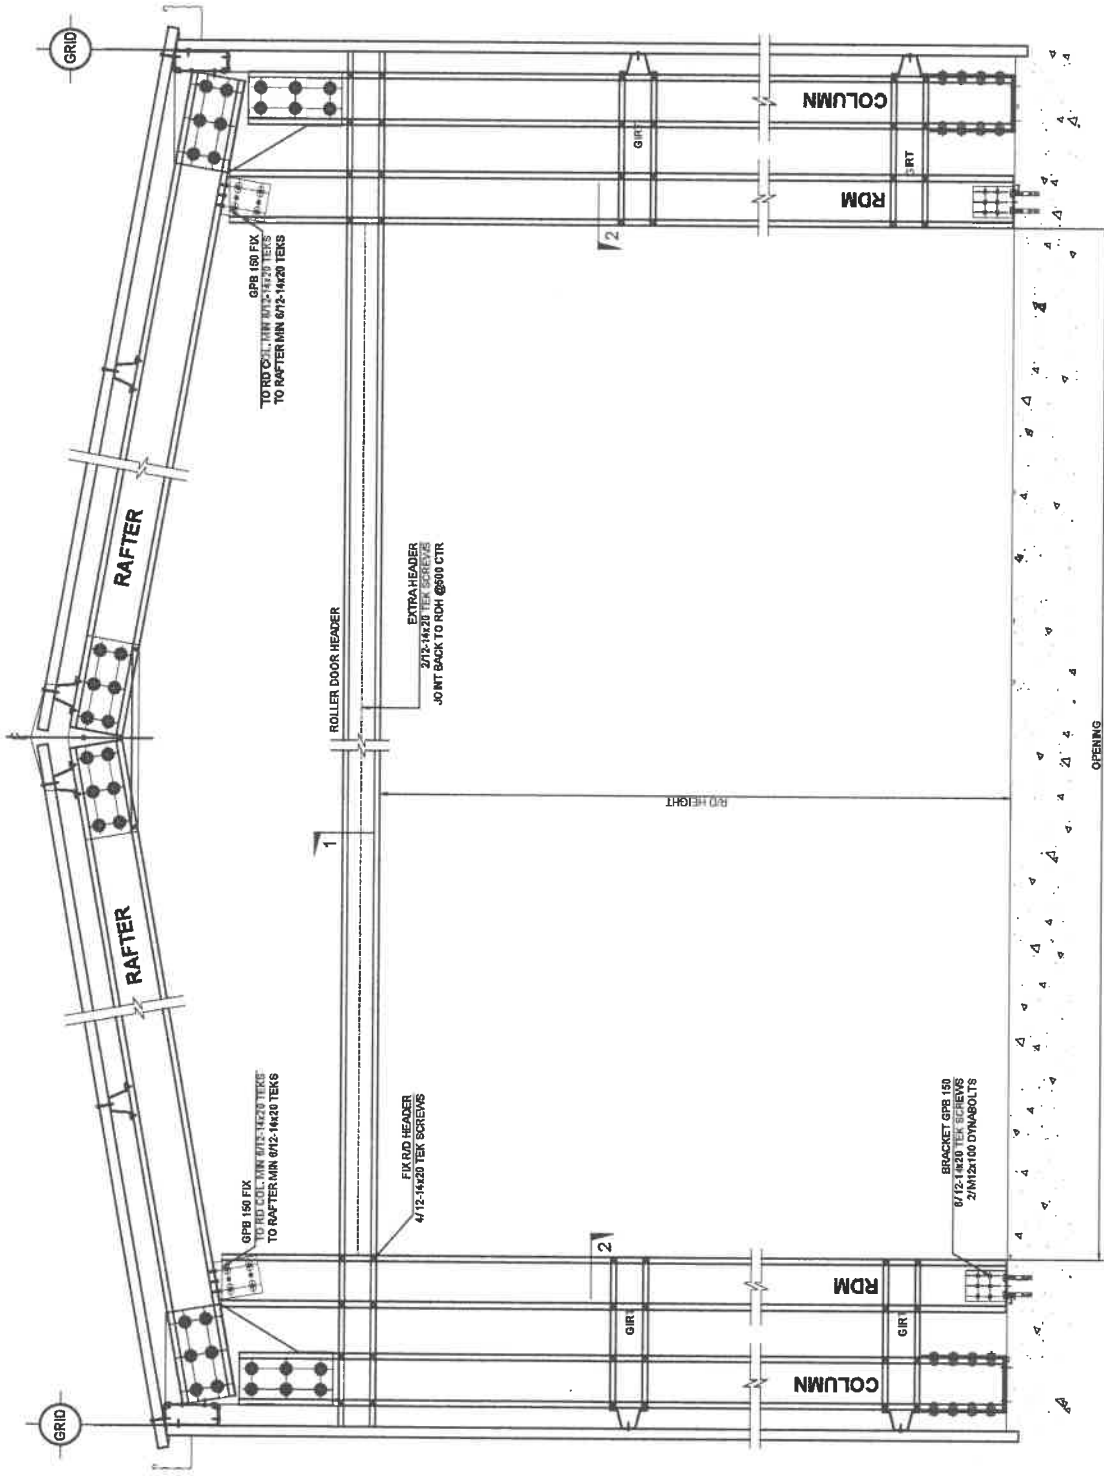 GRID
GRID
RAFTER
RAFTER
GPB 150 FIX
TO RD COL. MIN 6/12-14x20 TEKS
TO RAFTER MIN 6/12-14x20 TEKS
GPB 150 FIX
TO RD COL. MIN 6/12-14x20 TEKS
TO RAFTER MIN 6/12-14x20 TEKS
ROLLER DOOR HEADER
1
EXTRA HEADER
2/12-14x20 TEK SCREWS
JOINT BACK TO RDH @500 CTR
FIX R/D HEADER
4/12-14x20 TEK SCREWS
2
2
GIRT
GIRT
R/D HEIGHT
COLUMN
RDM
RDM
COLUMN
GIRT
GIRT
BRACKET GPB 150
6/12-14x20 TEK SCREWS
2/M12x100 DYNABOLTS
OPENING